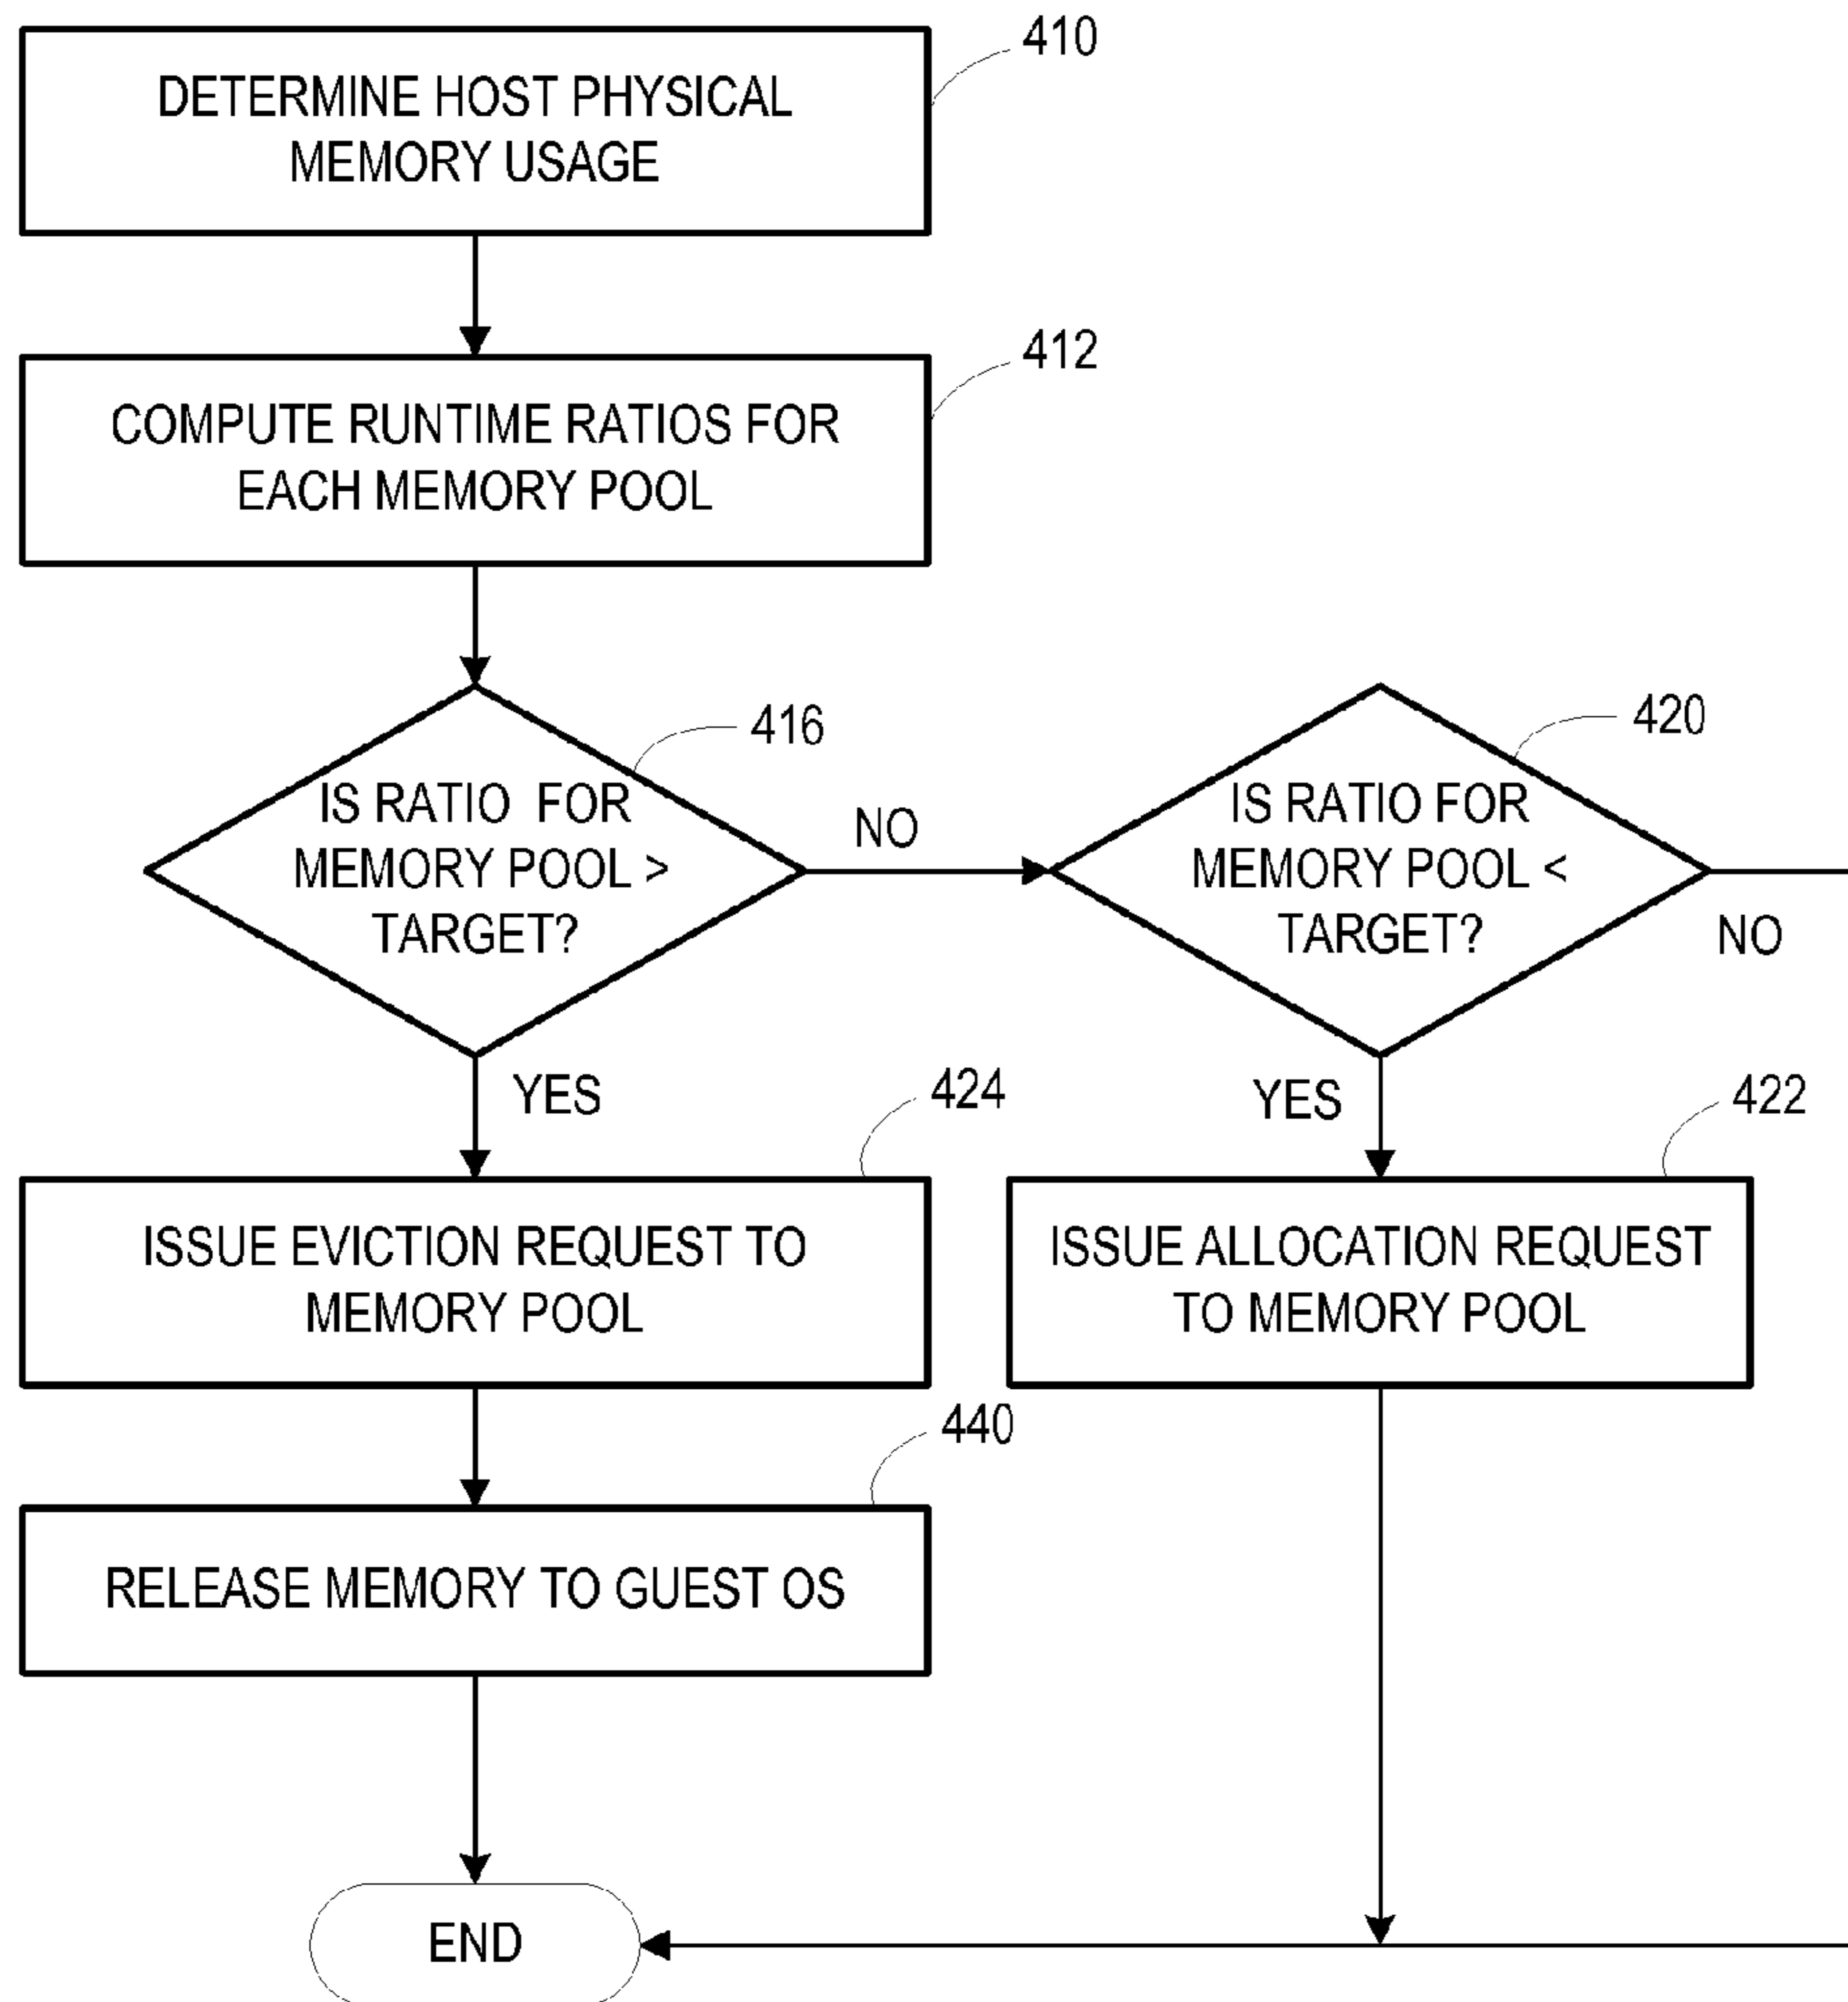 410
DETERMINE HOST PHYSICAL
MEMORY USAGE
412
COMPUTE RUNTIME RATIOS FOR
EACH MEMORY POOL
416
IS RATIO FOR
MEMORY POOL >
TARGET?
NO
420
IS RATIO FOR
MEMORY POOL <
TARGET?
NO
YES
424
ISSUE EVICTION REQUEST TO
MEMORY POOL
YES
422
ISSUE ALLOCATION REQUEST
TO MEMORY POOL
440
RELEASE MEMORY TO GUEST OS
END